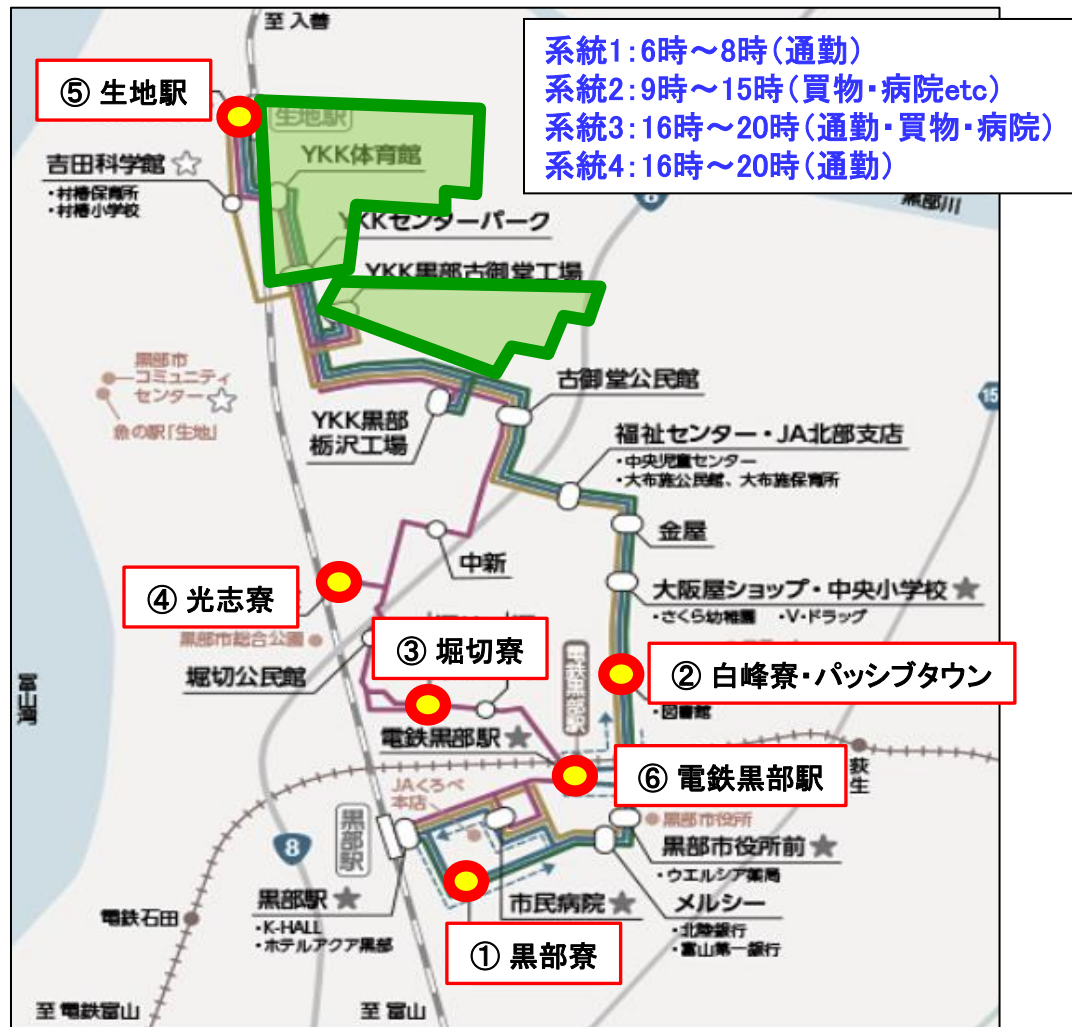 至 入善
系統1:6時～8時(通勤)
系統2:9時～15時(買物・病院etc)
系統3:16時～20時(通勤・買物・病院)
系統4:16時～20時(通勤)
⑤ 生地駅
生地駅
YKK体育館
吉田科学館☆
・村椿保育所
・村椿小学校
8
黒部川
YKKセンターパーク
YKK黒部古御堂工場
黒部市
コミュニティ
センター☆
魚の駅「生地」
古御堂公民館
15
YKK黒部
栃沢工場
福祉センター・JA北部支店
・中央児童センター
・大布施公民館、大布施保育所
金屋
中新
④ 光志寮
大阪屋ショップ・中央小学校★
・さくら幼稚園 ・V・ドラッグ
黒部市総合公園
③ 堀切寮
堀切公民館
電鉄黒部駅
② 白峰寮・パッシブタウン
・図書館
富山湾
電鉄黒部駅★
荻生
⑥ 電鉄黒部駅
JAくろべ
本店
黒部市役所
黒部駅
8
黒部市役所前★
・ウエルシア薬局
黒部駅★
・K-HALL
・ホテルアクア黒部
市民病院★
メルシー
・北陸銀行
・富山第一銀行
電鉄石田
① 黒部寮
至 電鉄富山
至 富山